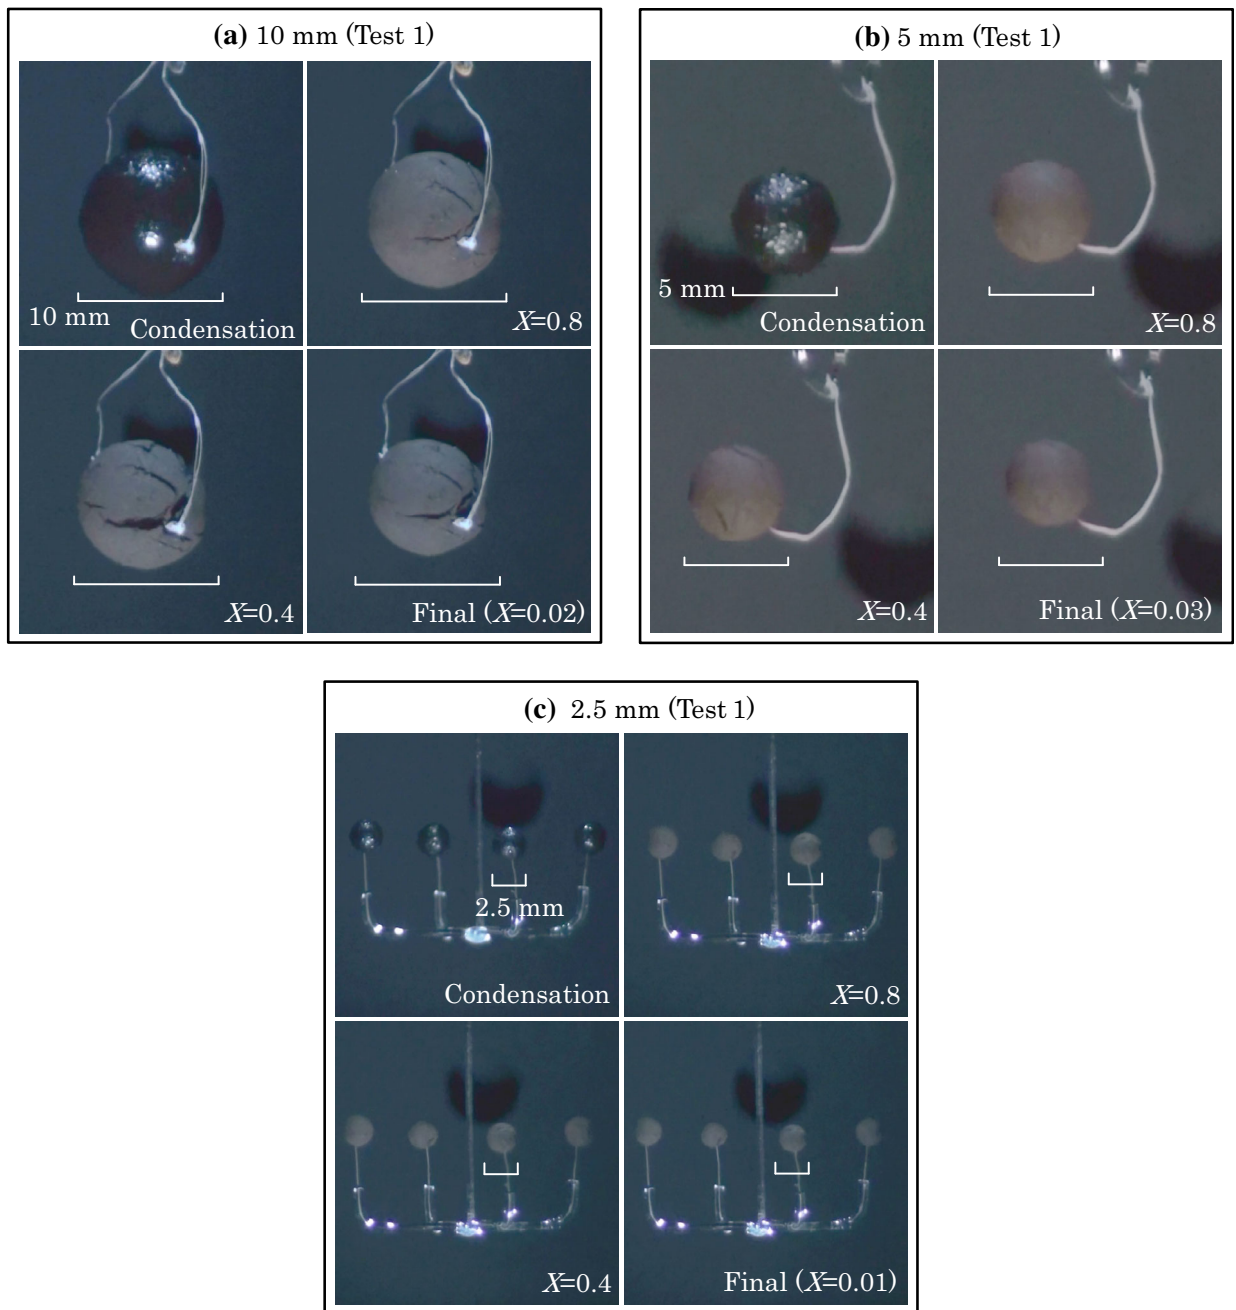 (a) 10 mm (Test 1)
10 mm
Condensation
X=0.8
X=0.4
Final (X=0.02)
(b) 5 mm (Test 1)
5 mm
Condensation
X=0.8
X=0.4
Final (X=0.03)
(c) 2.5 mm (Test 1)
2.5 mm
Condensation
X=0.8
X=0.4
Final (X=0.01)